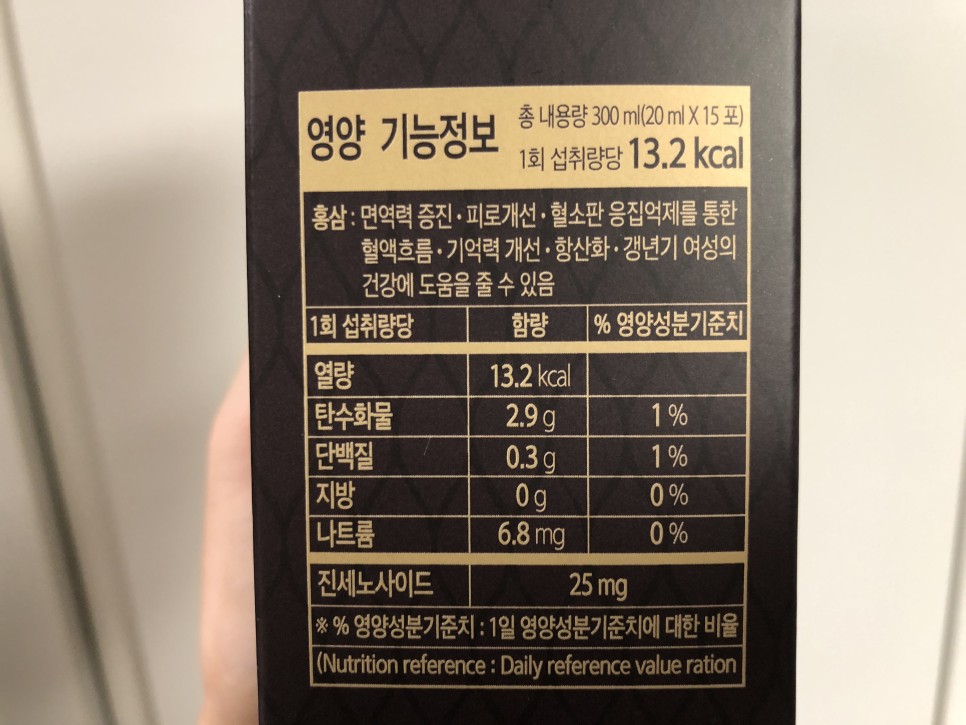 영양 기능정보
총 내용량 300 ml(20 ml X 15 포)
1회 섭취량당 13.2 kcal
홍삼 : 면역력 증진·피로개선·혈소판 응집억제를 통한
혈액흐름·기억력 개선·항산화·갱년기 여성의
건강에 도움을 줄 수 있음
1회 섭취량당 함량 % 영양성분기준치
열량 13.2 kcal
탄수화물 2.9 g 1 %
단백질 0.3 g 1 %
지방 0 g 0 %
나트륨 6.8 mg 0 %
진세노사이드 25 mg
※ % 영양성분기준치 : 1일 영양성분기준치에 대한 비율
(Nutrition reference : Daily reference value ration